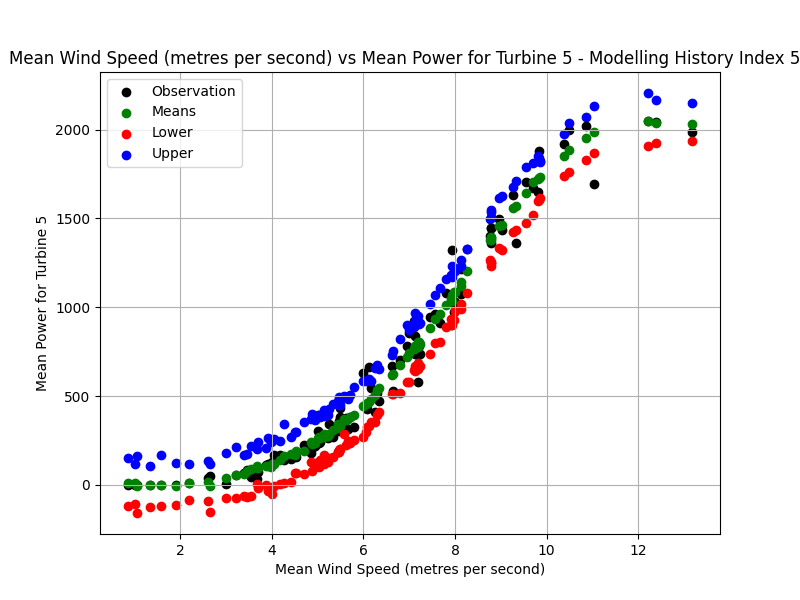 Mean Wind Speed (metres per second) vs Mean Power for Turbine 5 - Modelling History Index 5
Observation
Means
Lower
Upper
2000
1500
1000
500
0
Mean Power for Turbine 5
2
4
6
8
10
12
Mean Wind Speed (metres per second)